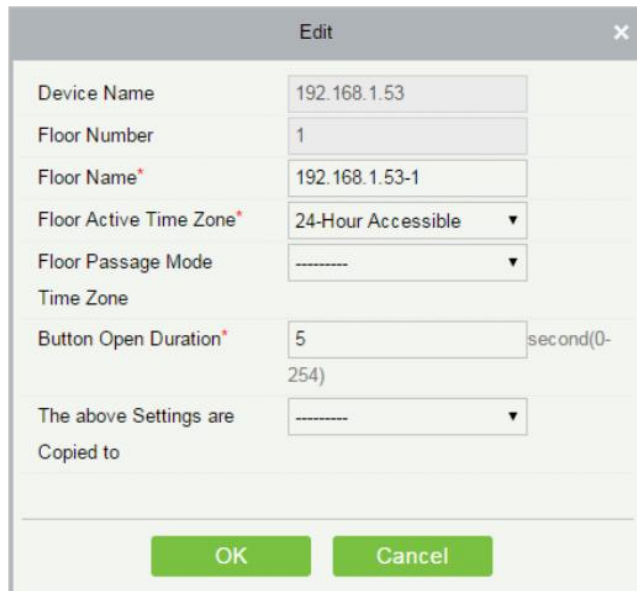 Edit ×
Device Name 192.168.1.53
Floor Number 1
Floor Name* 192.168.1.53-1
Floor Active Time Zone* 24-Hour Accessible ▼
Floor Passage Mode --------- ▼
Time Zone
Button Open Duration* 5 second(0-
254)
The above Settings are --------- ▼
Copied to
OK Cancel